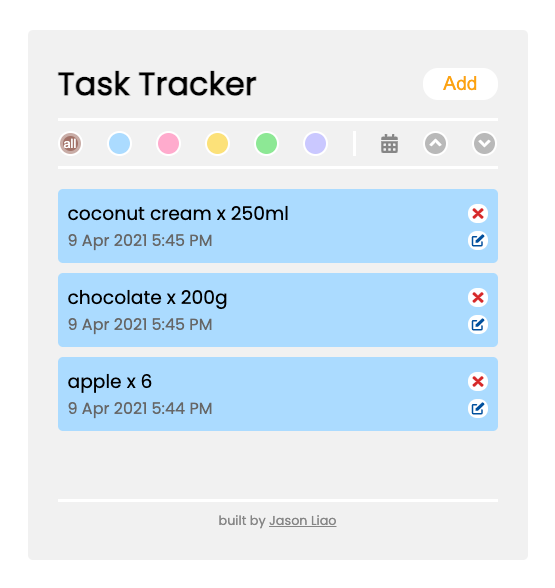 Task Tracker
Add
all
coconut cream x 250ml
9 Apr 2021 5:45 PM
chocolate x 200g
9 Apr 2021 5:45 PM
apple x 6
9 Apr 2021 5:44 PM
built by Jason Liao